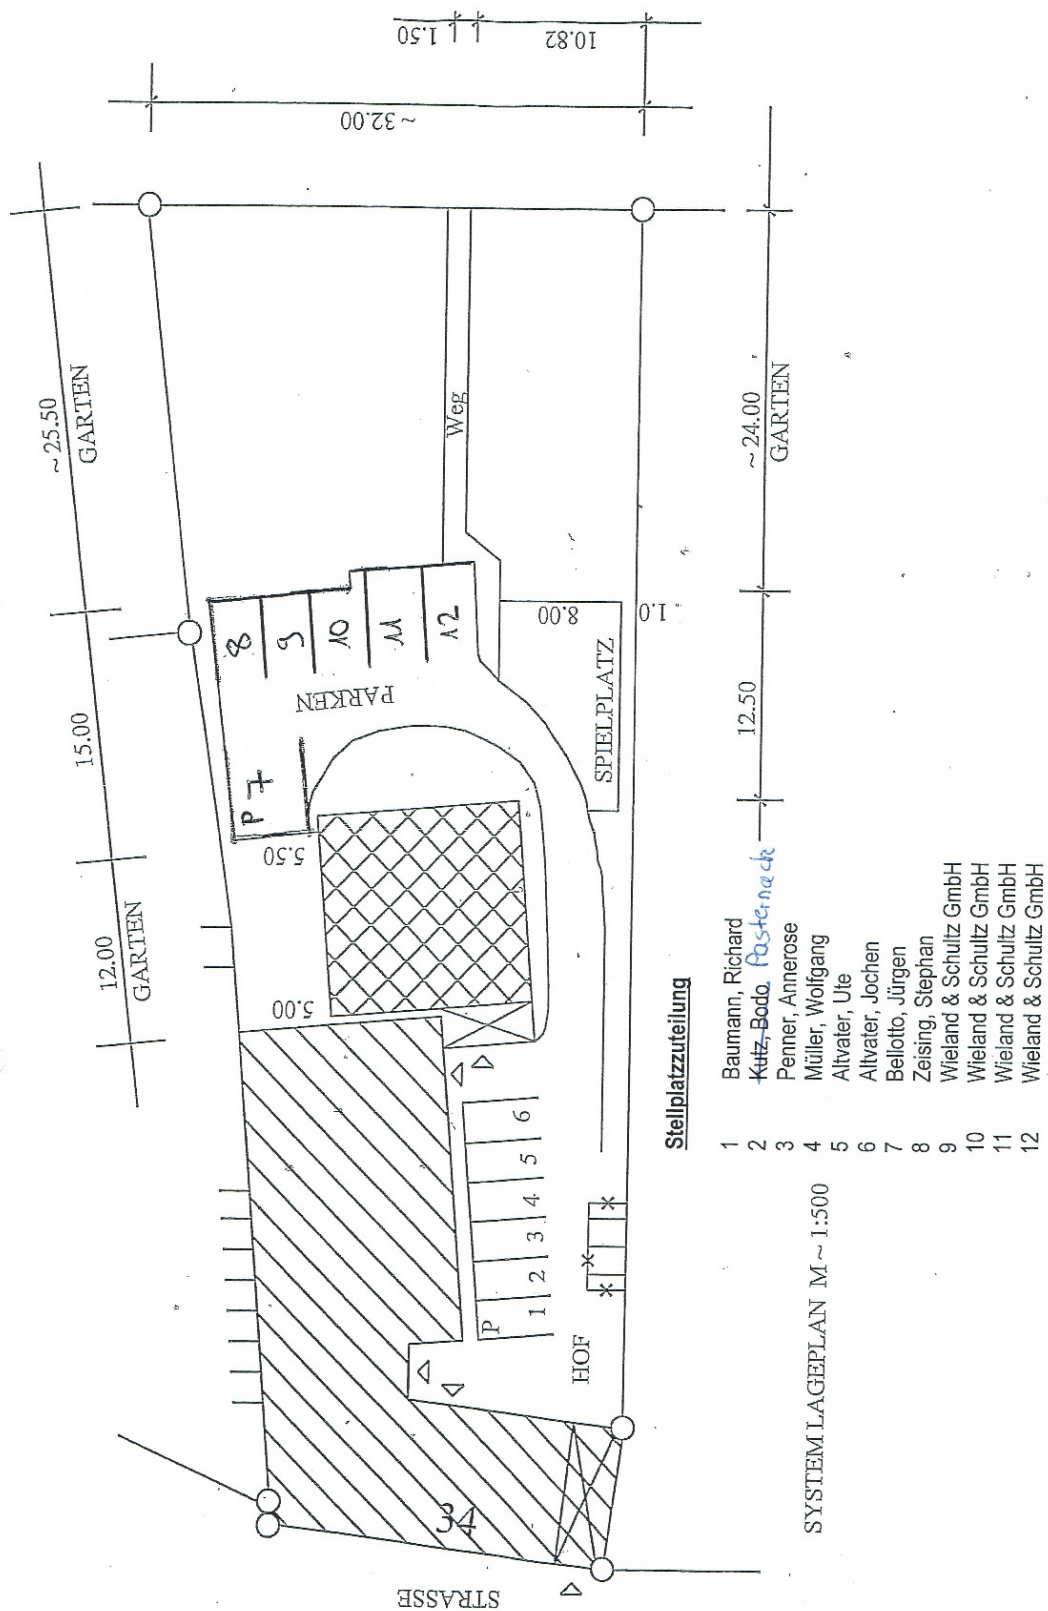 ~ 25.50
GARTEN
15.00
12.00
GARTEN
~ 32.00
1.50
10.82
Weg
8
9
10
11
12
PARKEN
P 7
5.50
5.00
SPIELPLATZ
8.00
1.0
12.50
~ 24.00
GARTEN
P
1 2 3 4 5 6
HOF
34
STRASSE
SYSTEM LAGEPLAN M ~ 1:500
Stellplatzzuteilung
1 Baumann, Richard
2 Kutz, Bodo Pasternack
3 Penner, Annerose
4 Müller, Wolfgang
5 Altvater, Ute
6 Altvater, Jochen
7 Bellotto, Jürgen
8 Zeising, Stephan
9 Wieland & Schultz GmbH
10 Wieland & Schultz GmbH
11 Wieland & Schultz GmbH
12 Wieland & Schultz GmbH